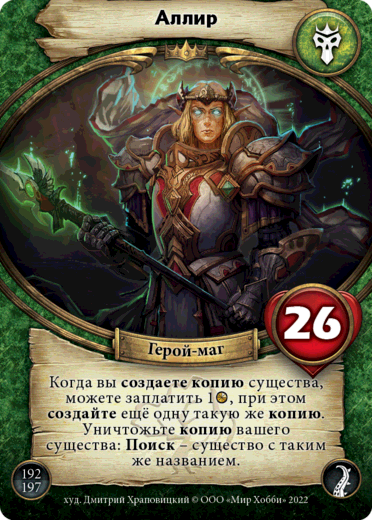 Аллир
26
Герой-маг
Когда вы создаете копию существа,
можете заплатить 1, при этом
создайте ещё одну такую же копию.
Уничтожьте копию вашего
существа: Поиск – существо с таким
же названием.
192
197
худ. Дмитрий Храповицкий © ООО «Мир Хобби» 2022